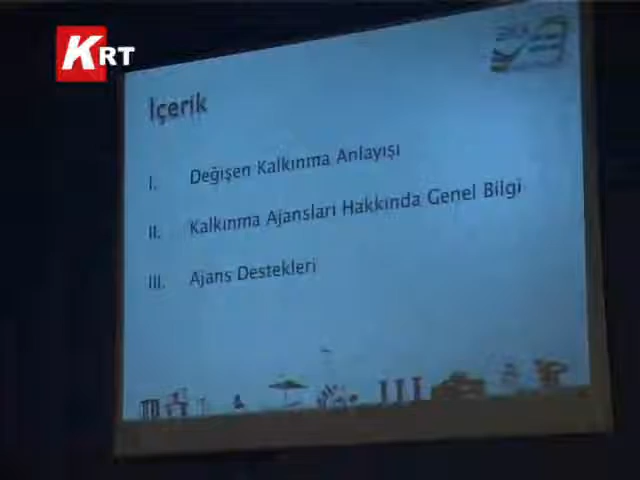 KRT
İçerik
I. Değişen Kalkınma Anlayışı
II. Kalkınma Ajansları Hakkında Genel Bilgi
III. Ajans Destekleri